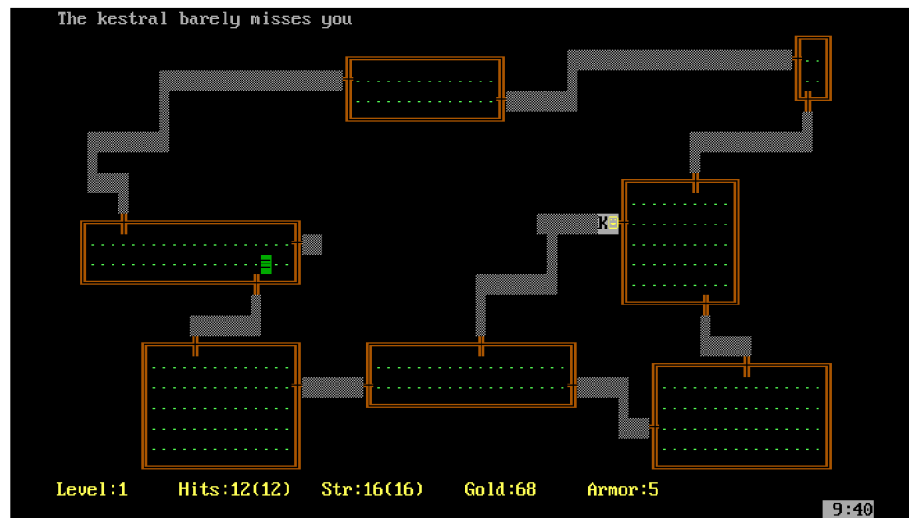 The kestral barely misses you
K
Level:1 Hits:12(12) Str:16(16) Gold:68 Armor:5
9:40